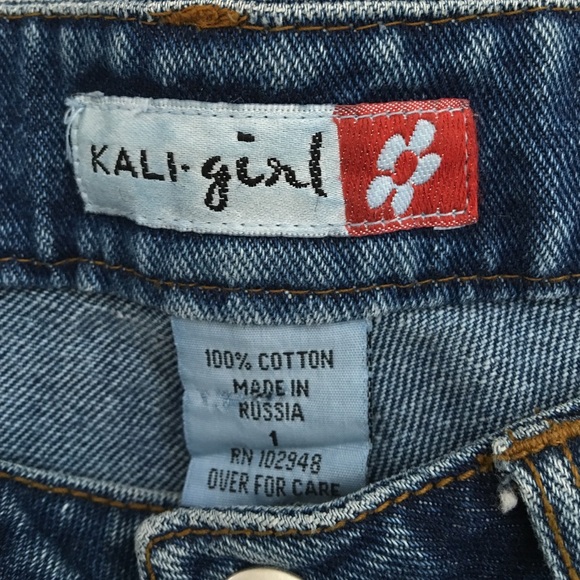 KALI·girl
100% COTTON
MADE IN
RUSSIA
1
RN 102948
OVER FOR CARE